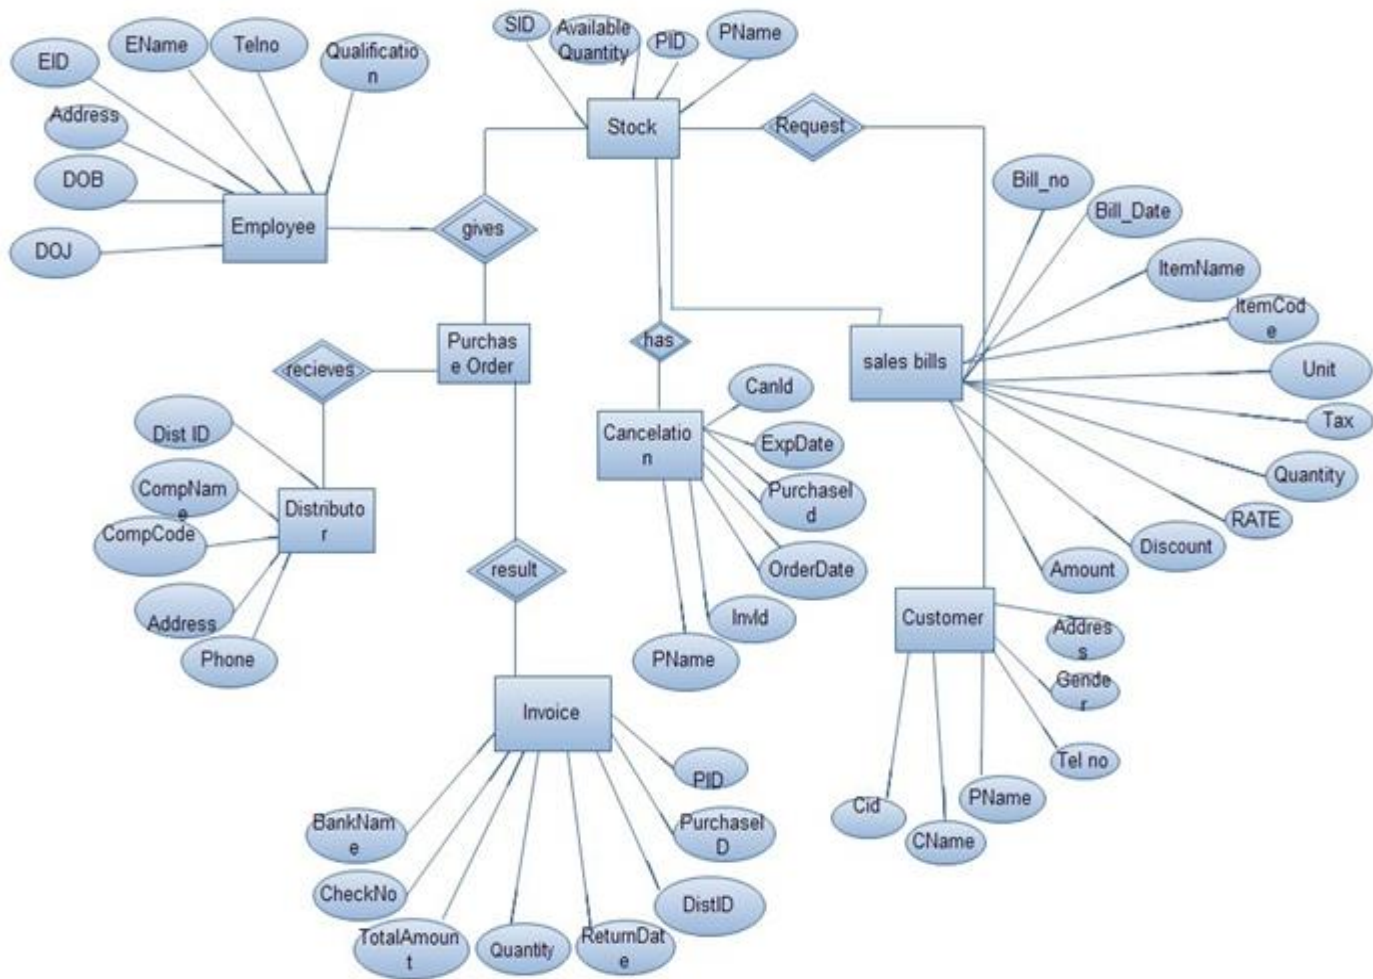 SID
Available
Quantity
PID
PName
EName
Telno
Qualificatio
n
EID
Address
DOB
DOJ
Employee
Stock
Request
gives
Bill_no
Bill_Date
ItemName
ItemCod
e
Unit
Tax
Quantity
RATE
Discount
Amount
sales bills
has
Purchas
e Order
recieves
Cancelatio
n
CanId
ExpDate
PurchaseI
d
OrderDate
InvId
PName
Dist ID
CompNam
e
CompCode
Address
Phone
Distributo
r
result
Customer
Addres
s
Gende
r
Tel no
PName
CName
Cid
Invoice
PID
PurchaseI
D
DistID
ReturnDat
e
Quantity
TotalAmoun
t
CheckNo
BankNam
e